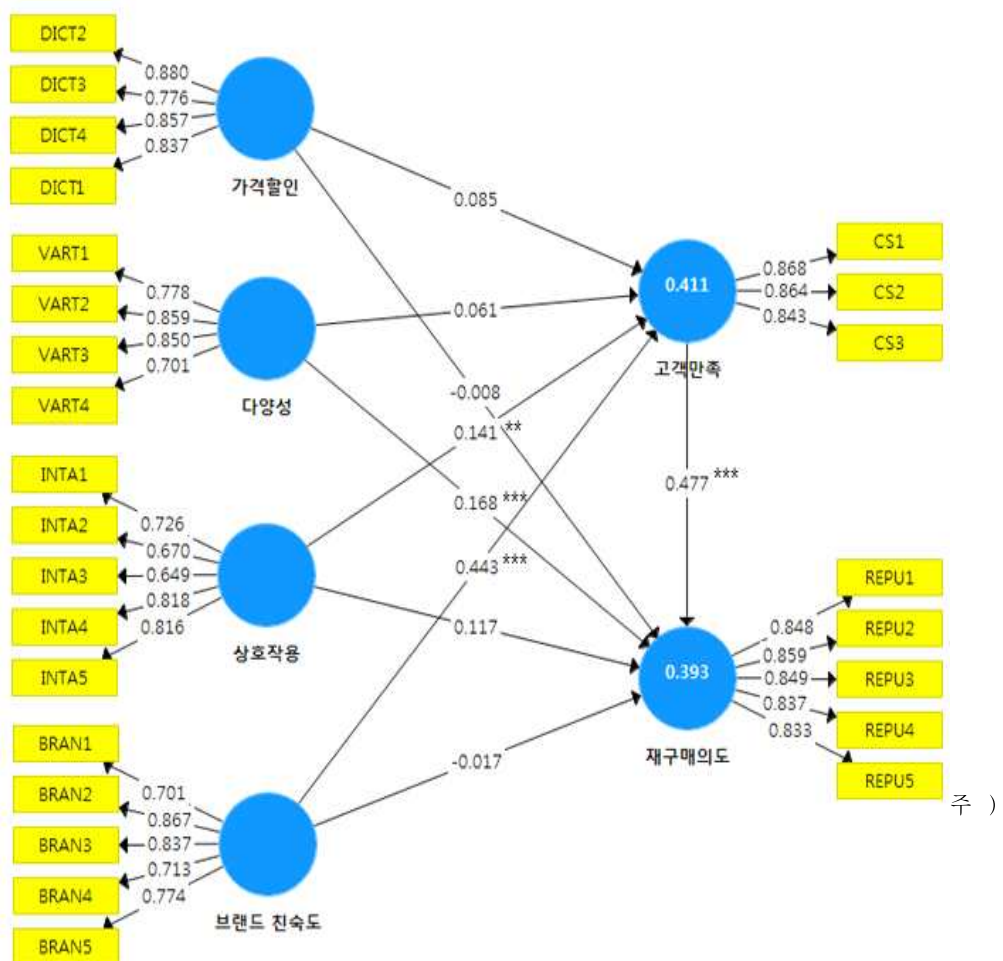 DICT2
DICT3
DICT4
DICT1
0.880
0.776
0.857
0.837
가격할인
VART1
VART2
VART3
VART4
0.778
0.859
0.850
0.701
다양성
INTA1
INTA2
INTA3
INTA4
INTA5
0.726
0.670
0.649
0.818
0.816
상호작용
BRAN1
BRAN2
BRAN3
BRAN4
BRAN5
0.701
0.867
0.837
0.713
0.774
브랜드 친숙도
0.085
0.061
-0.008
0.141 **
0.168 ***
0.443 ***
0.117
-0.017
0.411
고객만족
0.477 ***
0.393
재구매의도
0.868
0.864
0.843
CS1
CS2
CS3
0.848
0.859
0.849
0.837
0.833
REPU1
REPU2
REPU3
REPU4
REPU5
주 )